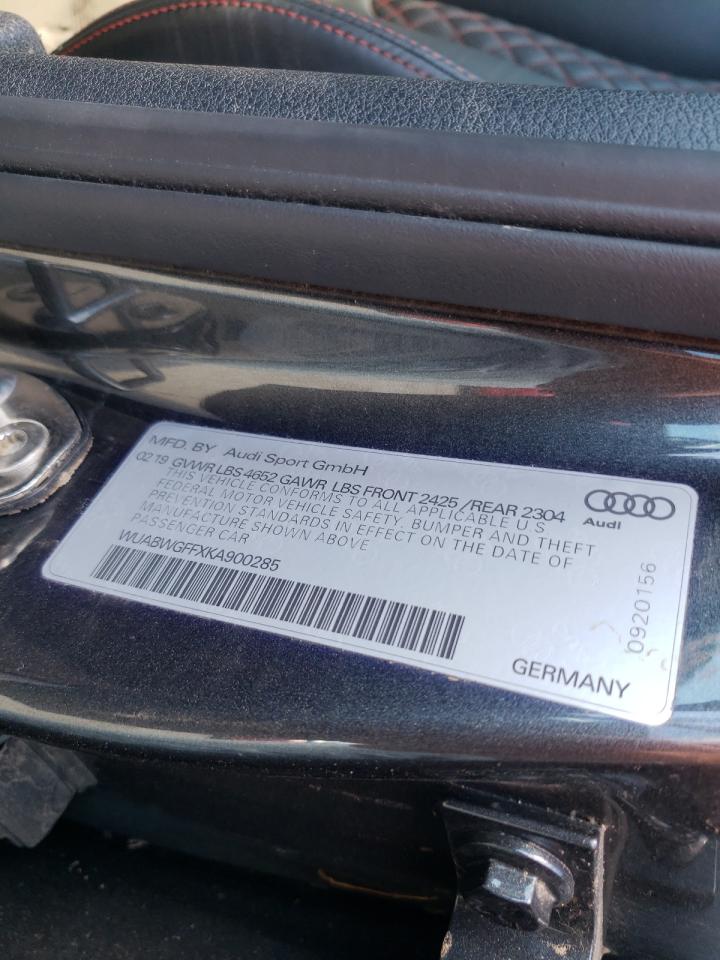 MFD. BY Audi Sport GmbH
02 19 GVWR LBS 4652 GAWR LBS FRONT 2425 / REAR 2304
THIS VEHICLE CONFORMS TO ALL APPLICABLE U S
FEDERAL MOTOR VEHICLE SAFETY, BUMPER AND THEFT
PREVENTION STANDARDS IN EFFECT ON THE DATE OF
MANUFACTURE SHOWN ABOVE
PASSENGER CAR
WUABWGFFXKA900285
Audi
0920156
GERMANY